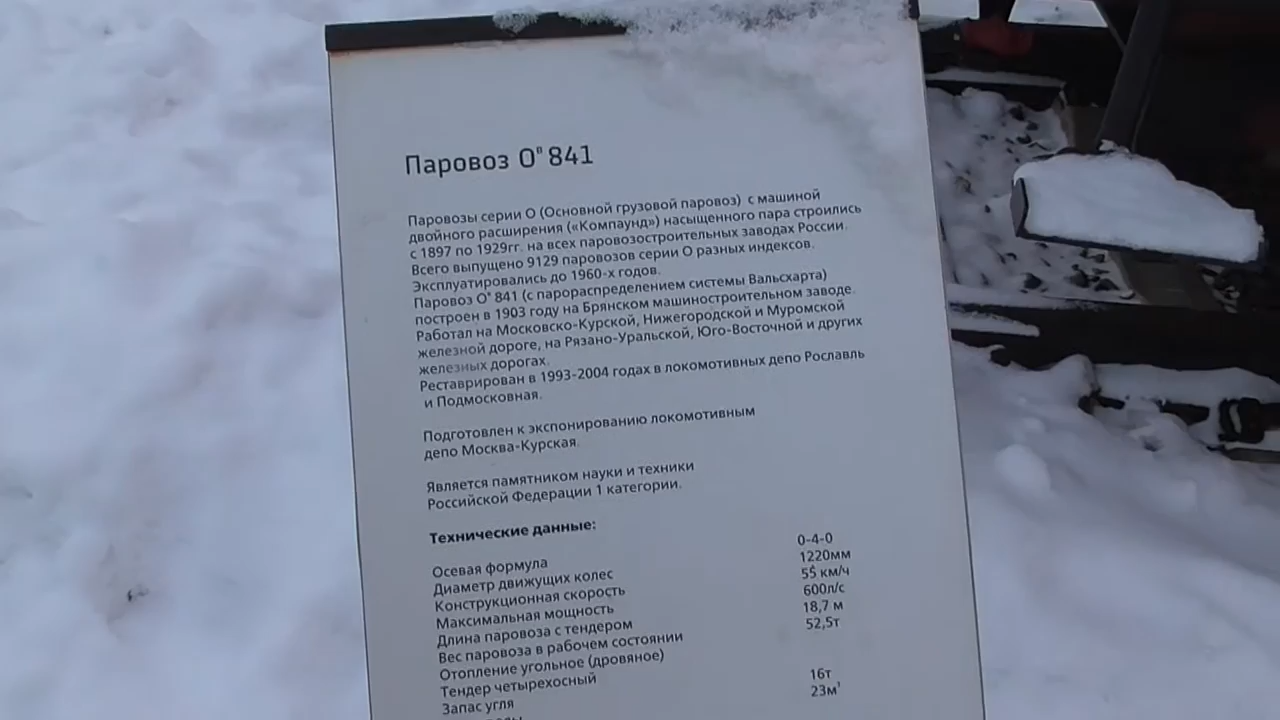 Паровоз Oᵛ 841
Паровозы серии О (Основной грузовой паровоз) с машиной
двойного расширения («Компаунд») насыщенного пара строились
с 1897 по 1929гг. на всех паровозостроительных заводах России.
Всего выпущено 9129 паровозов серии О разных индексов.
Эксплуатировались до 1960-х годов.
Паровоз Oᵛ 841 (с парораспределением системы Вальсхарта)
построен в 1903 году на Брянском машиностроительном заводе.
Работал на Московско-Курской, Нижегородской и Муромской
железной дороге, на Рязано-Уральской, Юго-Восточной и других
железных дорогах.
Реставрирован в 1993-2004 годах в локомотивных депо Рославль
и Подмосковная.
Подготовлен к экспонированию локомотивным
депо Москва-Курская.
Является памятником науки и техники
Российской Федерации 1 категории.
Технические данные:
Осевая формула 0-4-0
Диаметр движущих колес 1220мм
Конструкционная скорость 55 км/ч
Максимальная мощность 600л/с
Длина паровоза с тендером 18,7 м
Вес паровоза в рабочем состоянии 52,5т
Отопление угольное (дровяное)
Тендер четырехосный
Запас угля 16т
23м³